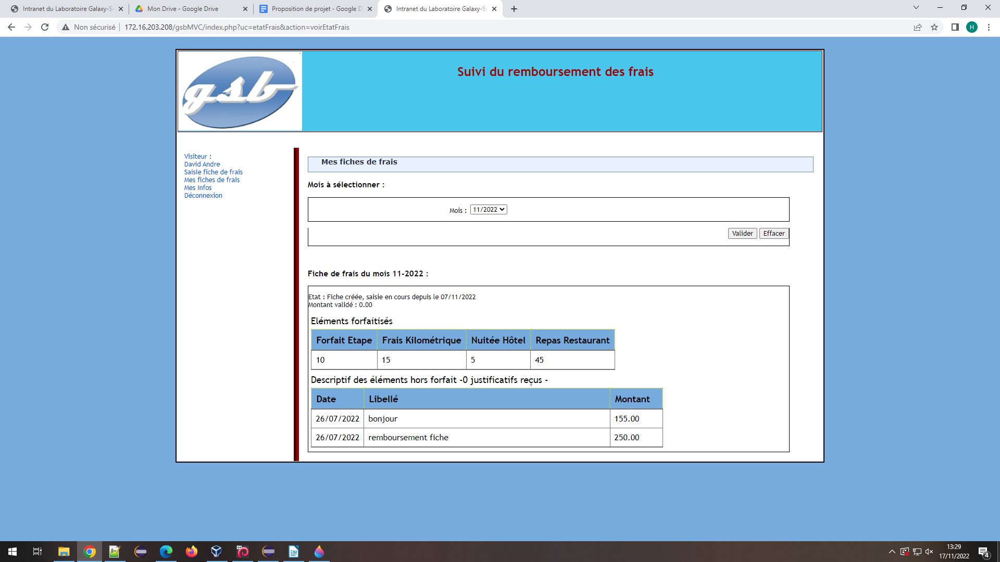 Intranet du Laboratoire Galaxy-S
Mon Drive - Google Drive
Proposition de projet - Google D
Intranet du Laboratoire Galaxy-S
Non sécurisé
172.16.203.208/gsbMVC/index.php?uc=etatFrais&action=voirEtatFrais
H
gsb
Suivi du remboursement des frais
Visiteur :
David Andre
Saisie fiche de frais
Mes fiches de frais
Mes Infos
Déconnexion
Mes fiches de frais
Mois à sélectionner :
Mois : 11/2022
Valider Effacer
Fiche de frais du mois 11-2022 :
Etat : Fiche créée, saisie en cours depuis le 07/11/2022
Montant validé : 0.00
Eléments forfaitisés
Forfait Etape Frais Kilométrique Nuitée Hôtel Repas Restaurant
10 15 5 45
Descriptif des éléments hors forfait -0 justificatifs reçus -
Date Libellé Montant
26/07/2022 bonjour 155.00
26/07/2022 remboursement fiche 250.00
13:29
17/11/2022
4